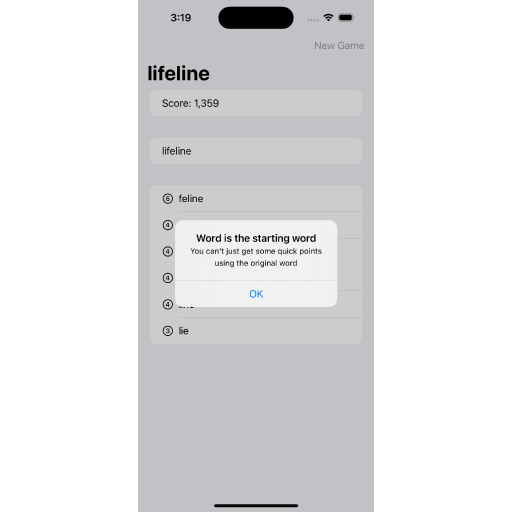 3:19
New Game
lifeline
Score: 1,359
lifeline
6 feline
4
4
Word is the starting word
You can't just get some quick points
using the original word
OK
4
4
3 lie